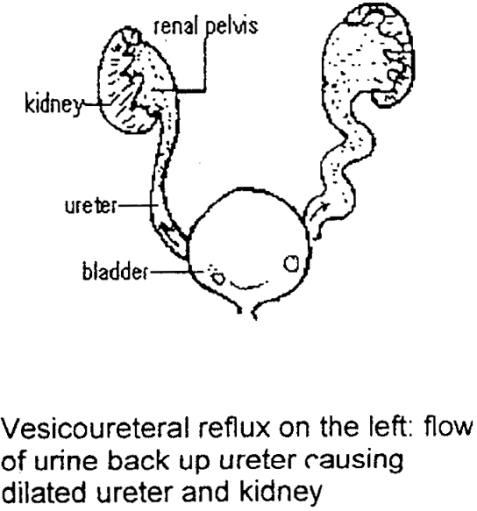 renal pelvis
kidney
ureter
bladder
Vesicoureteral reflux on the left: flow
of urine back up ureter causing
dilated ureter and kidney